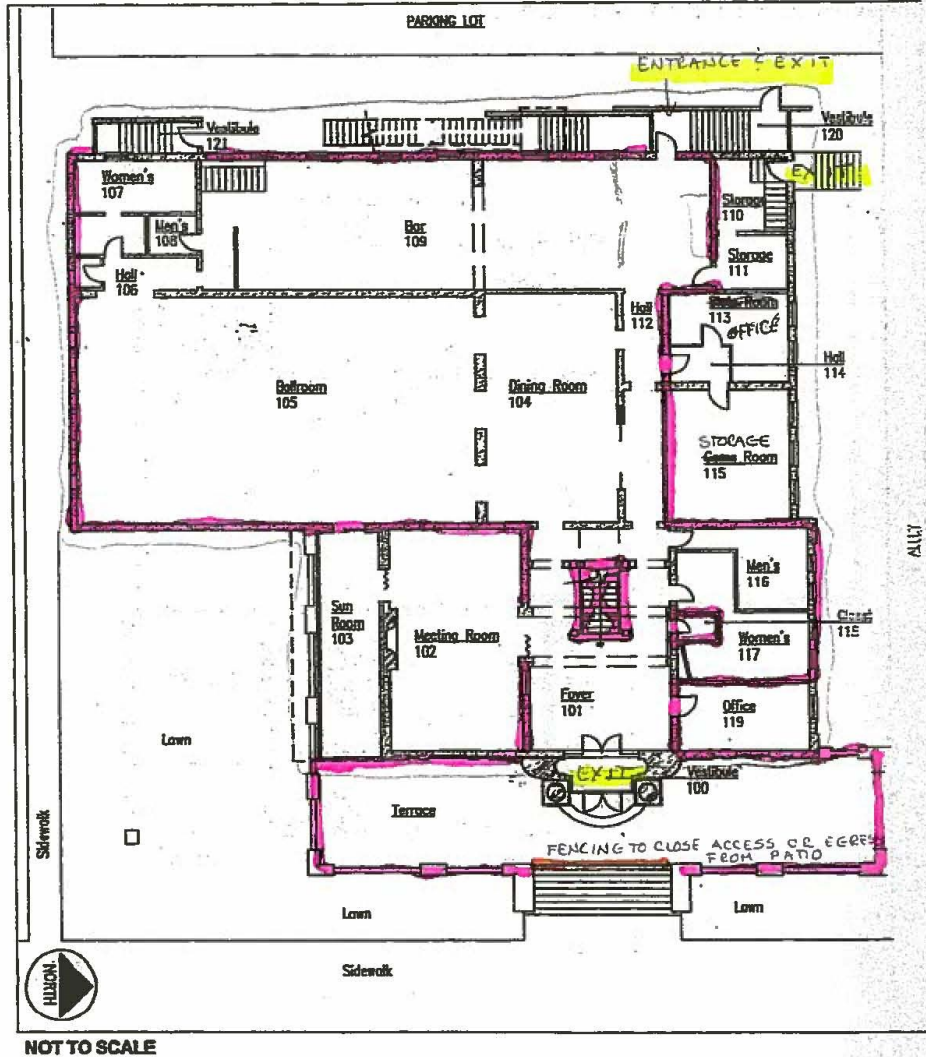 PARKING LOT
ENTRANCE & EXIT
Vestibule
121
Vestibule
120
EXIT
Women's
107
Men's
108
Hall
106
Bar
109
Storage
110
Storage
111
Hall
112
113
OFFICE
Hall
114
Ballroom
105
Dining Room
104
STORAGE
Game Room
115
ALLEY
Men's
116
Closet
115
Women's
117
Sun
Room
103
Meeting Room
102
Foyer
101
Office
119
Lawn
EXIT
Vestibule
100
Terrace
FENCING TO CLOSE ACCESS OR EGRESS
FROM PATIO
Sidewalk
Lawn
Lawn
Sidewalk
NORTH
NOT TO SCALE